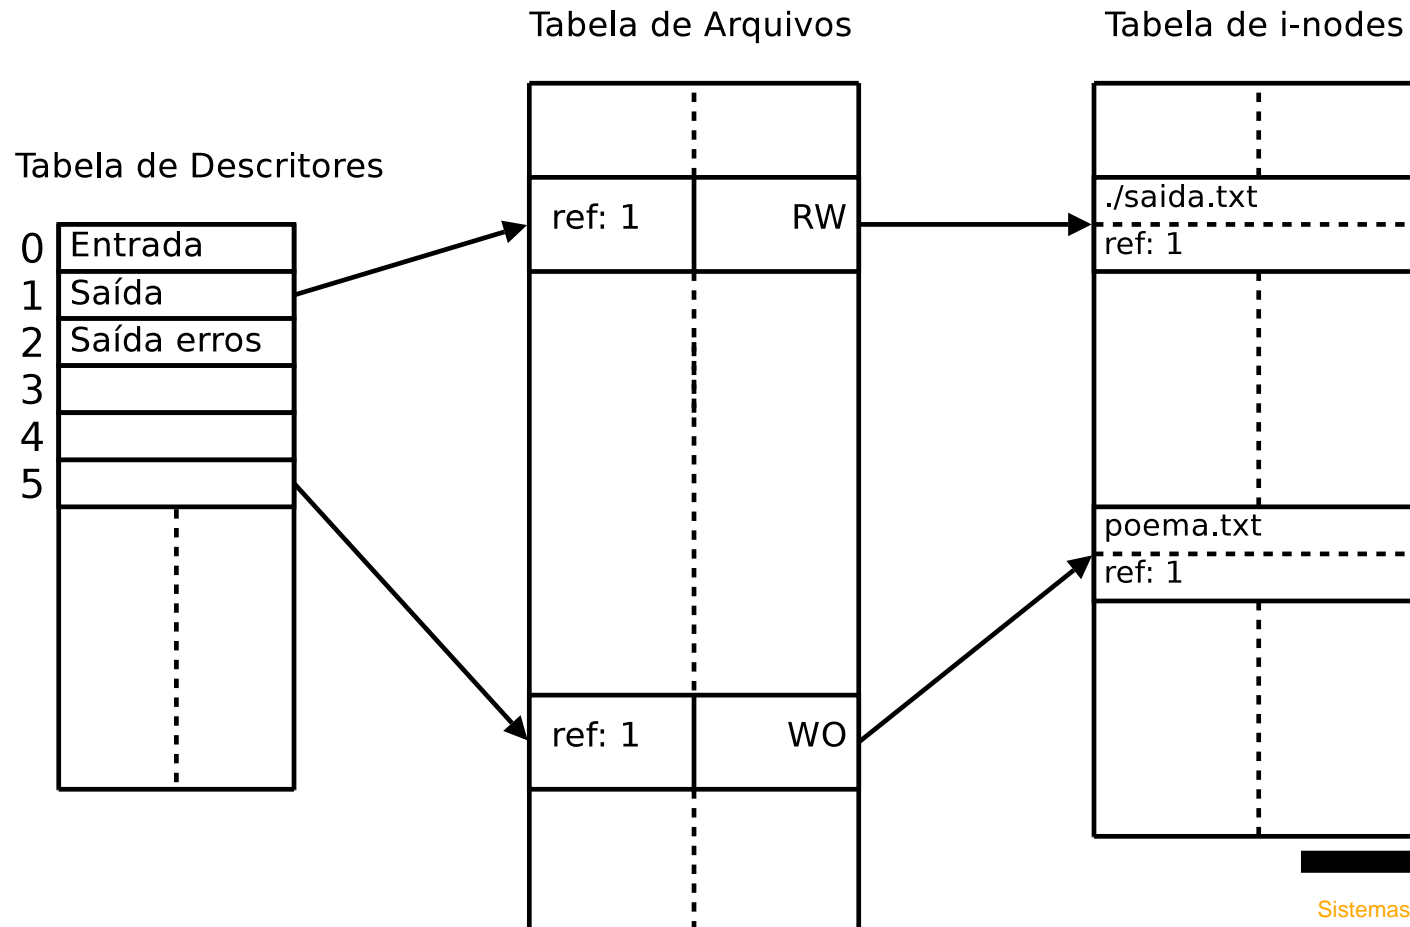 Tabela de Arquivos
Tabela de i-nodes
Tabela de Descritores
0 Entrada
1 Saída
2 Saída erros
3
4
5
ref: 1 RW
ref: 1 WO
./saida.txt
ref: 1
poema.txt
ref: 1
Sistemas